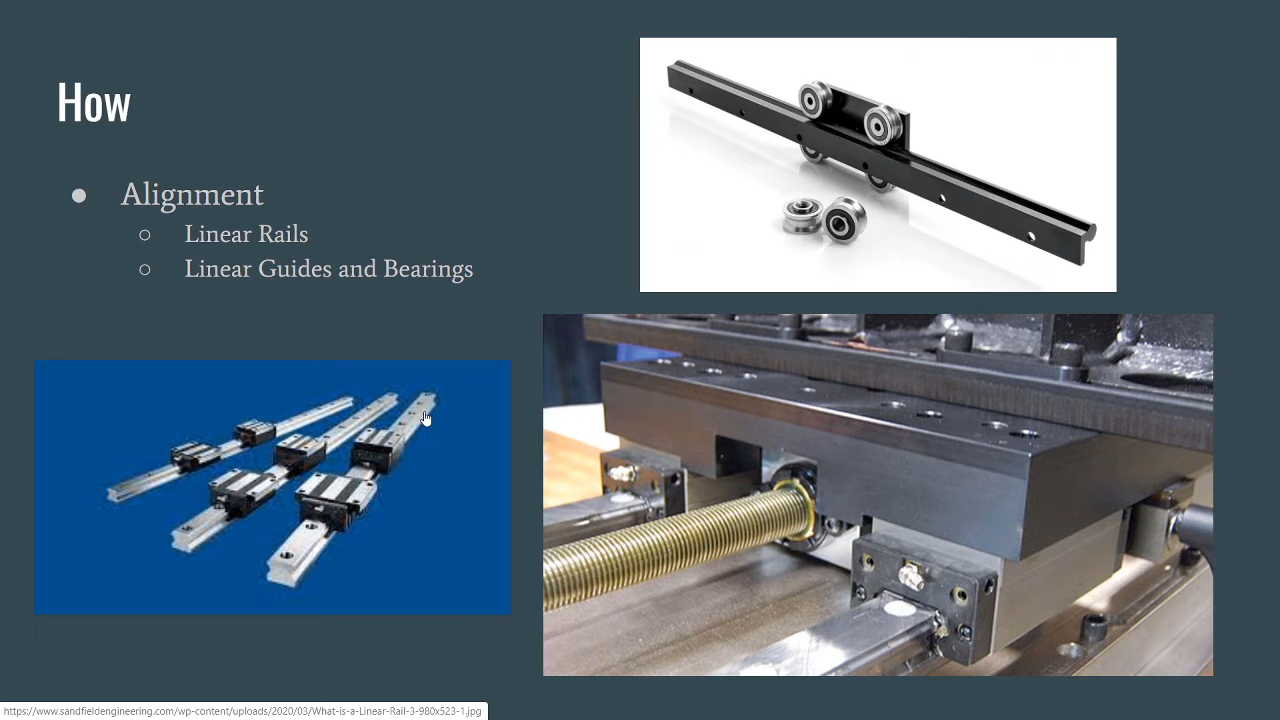 How
● Alignment
○ Linear Rails
○ Linear Guides and Bearings
https://www.sandfieldengineering.com/wp-content/uploads/2020/03/What-is-a-Linear-Rail-3-980x523-1.jpg